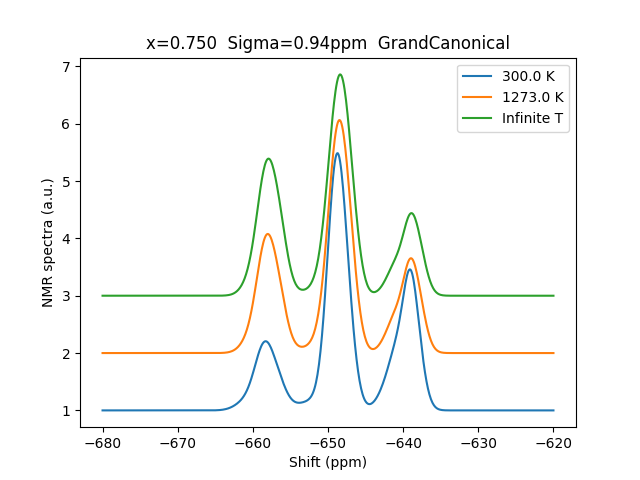 x=0.750  Sigma=0.94ppm  GrandCanonical
NMR spectra (a.u.)
7
6
5
4
3
2
1
300.0 K
1273.0 K
Infinite T
−680 −670 −660 −650 −640 −630 −620
Shift (ppm)